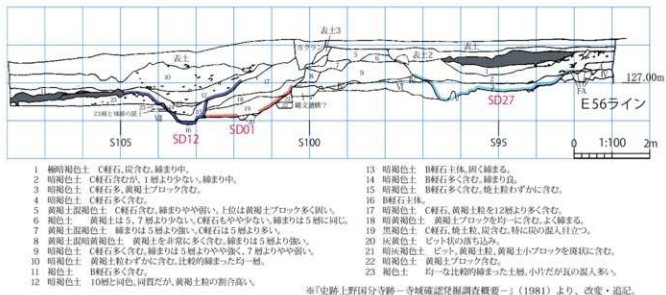 表土3
カクラン
表土
表土2
表土
127.00m
縄文遺構?
FA
E56ライン
SD12
SD01
SD27
S105
S100
S95
0
1:100
2m
1 極暗褐色土 C軽石、炭含む。締まり中。
2 暗褐色土 C軽石含むが、1層より少ない。締まり中。
3 暗褐色土 C軽石多、黄褐土ブロック含む。
4 暗褐色土 C軽石多く含む。
5 黄褐土混褐色土 C軽石含む。締まりやや弱い。上位は黄褐土ブロック多く固い。
6 褐色土 黄褐土は5、7層より少ない。C軽石もやや少ない。締まりは5層に同じ。
7 黄褐土混褐色土 締まりは5層より強い。C軽石は5層より多い。
8 黄褐土混暗黄褐色土 黄褐土を非常に多く含む。締まりは5層より強い。
9 暗褐色土 C軽石多く含む。締まりは5層よりやや強く、7層よりやや弱い。
10 暗褐色土 黄褐土粒わずかに含む。比較的締まった均一層。
11 褐色土 B軽石多く含む。
12 暗褐色土 10層と同色、同質だが、黄褐土粒の割合高い。
13 暗褐色土 B軽石主体。固く締まる。
14 暗褐色土 B軽石多く含む。締まり良。
15 暗褐色土 B軽石多く含む。焼土粒わずかに含む。
16 B軽石主体。
17 暗褐色土 C軽石、黄褐土粒を12層より多く含む。
18 暗黄褐色土 黄褐土ブロックを均一に含む。よく締まる。
19 黒褐色土 C軽石、焼土粒、炭含む。特に炭の混入目立つ。
20 灰黄色土 ピット状の落ち込み。
21 灰暗褐色土 ピット。黄褐土粒、黄褐土小ブロックを現状に含む。
22 暗褐色土 黄褐土ブロック含む。
23 褐色土 均一な比較的締まった土層。小片だが瓦の混入多い。
※『史跡上野国分寺跡－寺域確認発掘調査概要－』(1981)より、改変・追記。